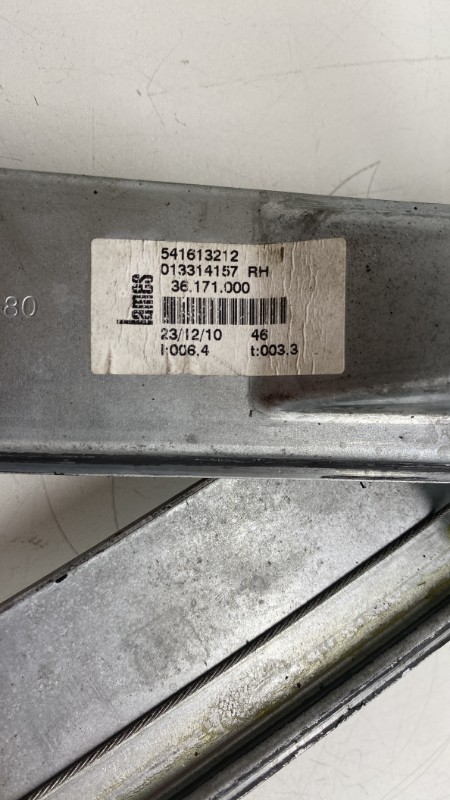 541613212
013314157 RH
36.171.000
lames
23/12/10 46
I:006.4 t:003.3
80